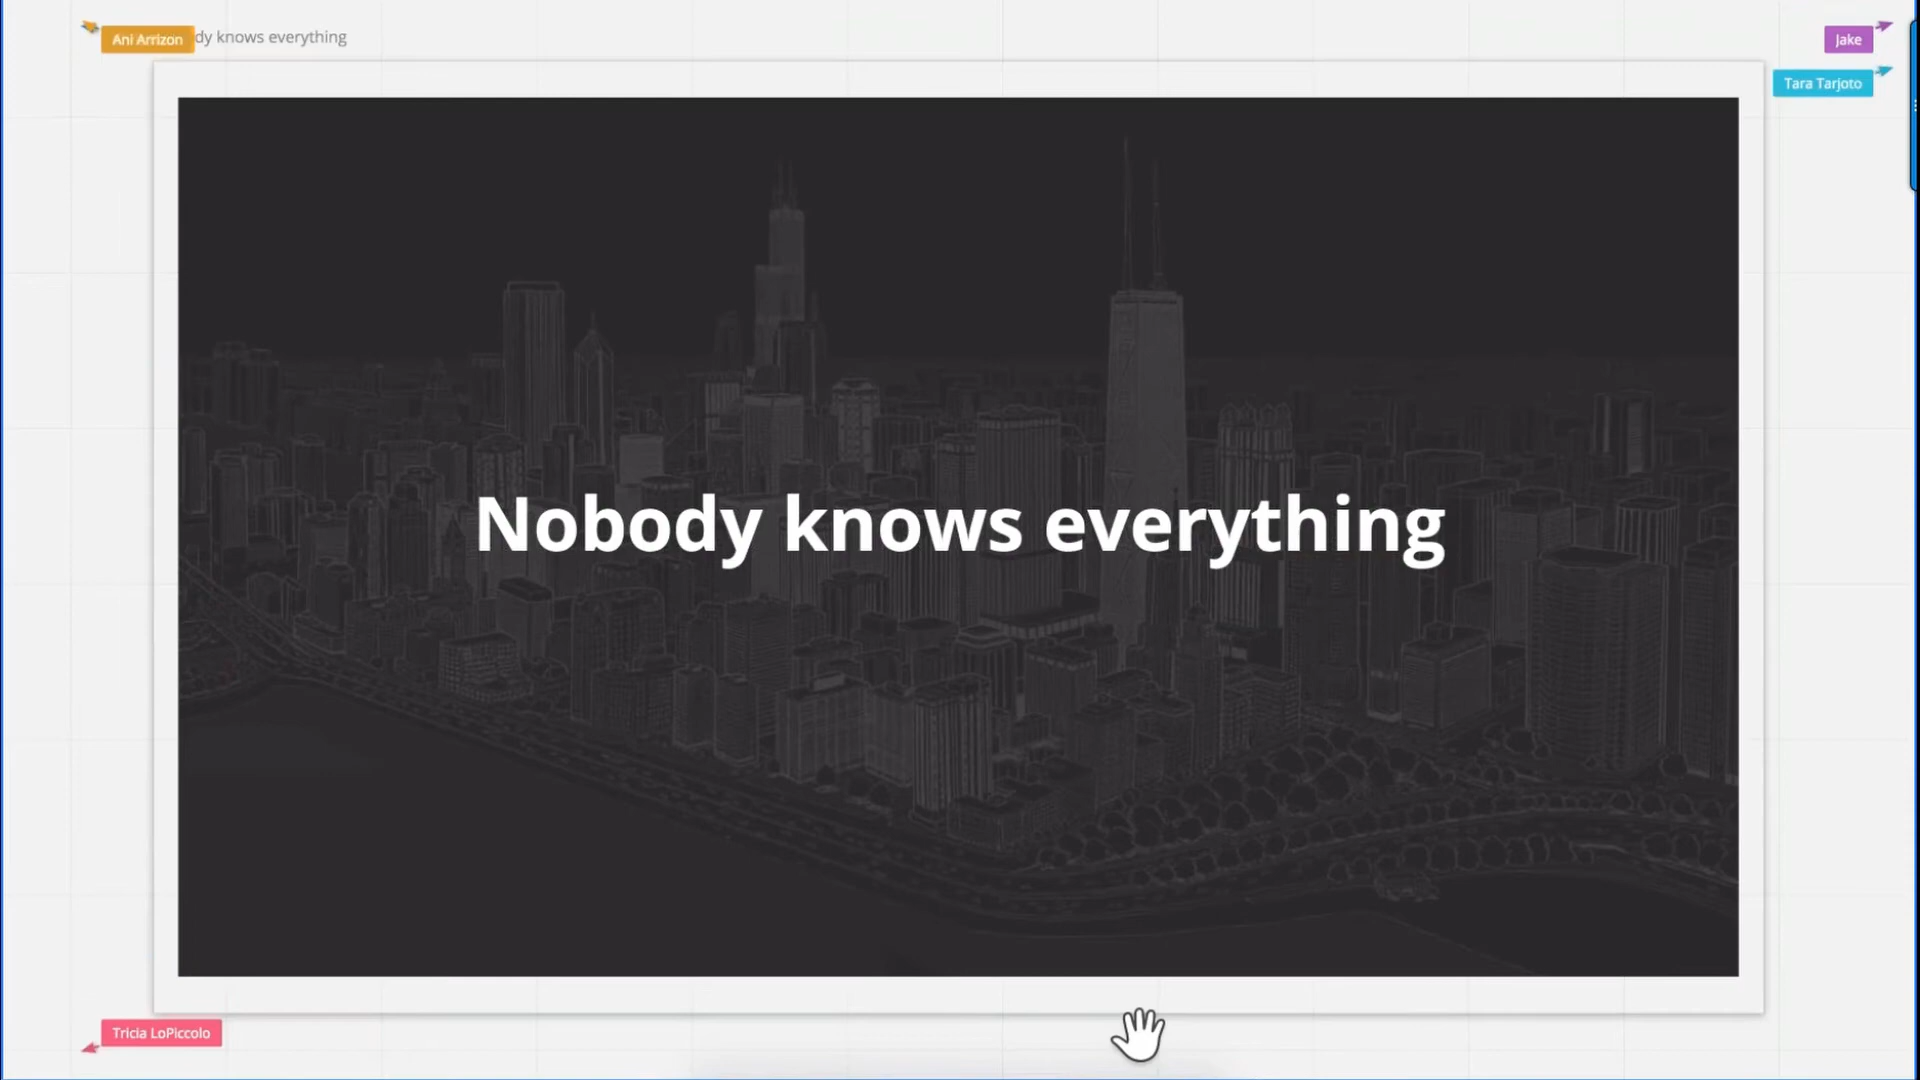 Ani Arrizon dy knows everything
Jake
Tara Tarjoto
Nobody knows everything
Tricia LoPiccolo